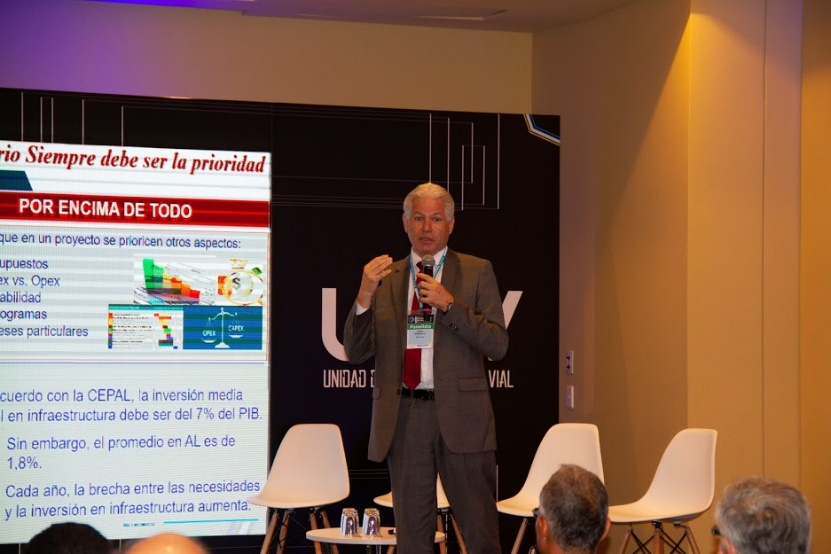 rio Siempre debe ser la prioridad
POR ENCIMA DE TODO
que en un proyecto se prioricen otros aspectos:
upuestos
ex vs. Opex
abilidad
ogramas
eses particulares
OPEX
CAPEX
cuerdo con la CEPAL, la inversión media
l en infraestructura debe ser del 7% del PIB.
Sin embargo, el promedio en AL es de
1,8%.
Cada año, la brecha entre las necesidades
y la inversión en infraestructura aumenta.
U
Y
UNIDAD D
VIAL
Panelista